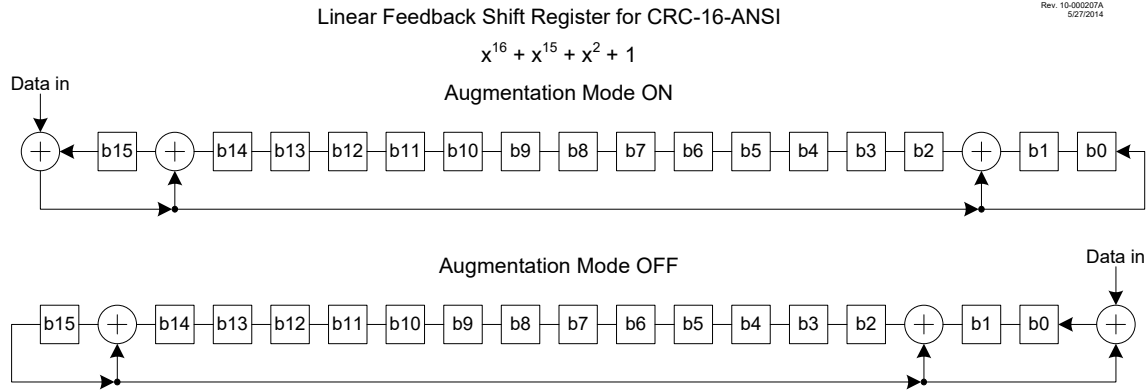 Rev. 10-000207A
5/27/2014
Linear Feedback Shift Register for CRC-16-ANSI
x¹⁶ + x¹⁵ + x² + 1
Augmentation Mode ON
Data in
+ b15 + b14 b13 b12 b11 b10 b9 b8 b7 b6 b5 b4 b3 b2 + b1 b0
Augmentation Mode OFF
Data in
b15 + b14 b13 b12 b11 b10 b9 b8 b7 b6 b5 b4 b3 b2 + b1 b0 +